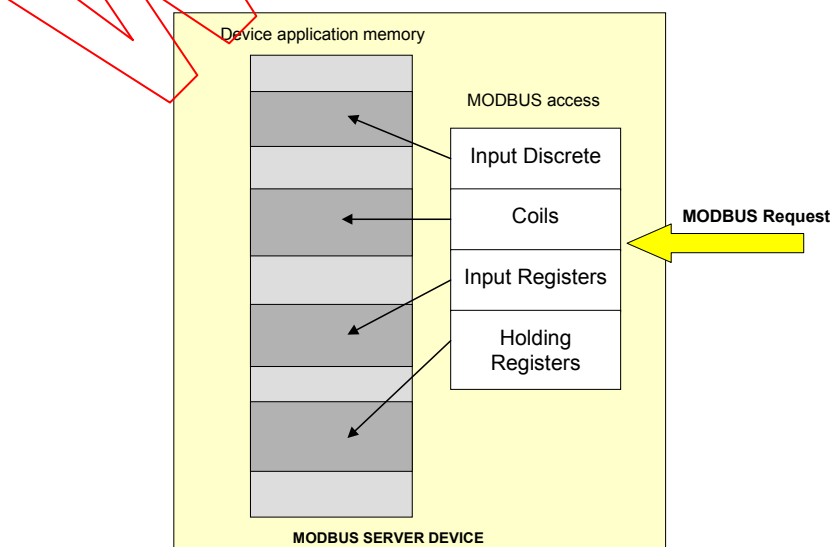 Device application memory
MODBUS access
Input Discrete
Coils
MODBUS Request
Input Registers
Holding
Registers
MODBUS SERVER DEVICE